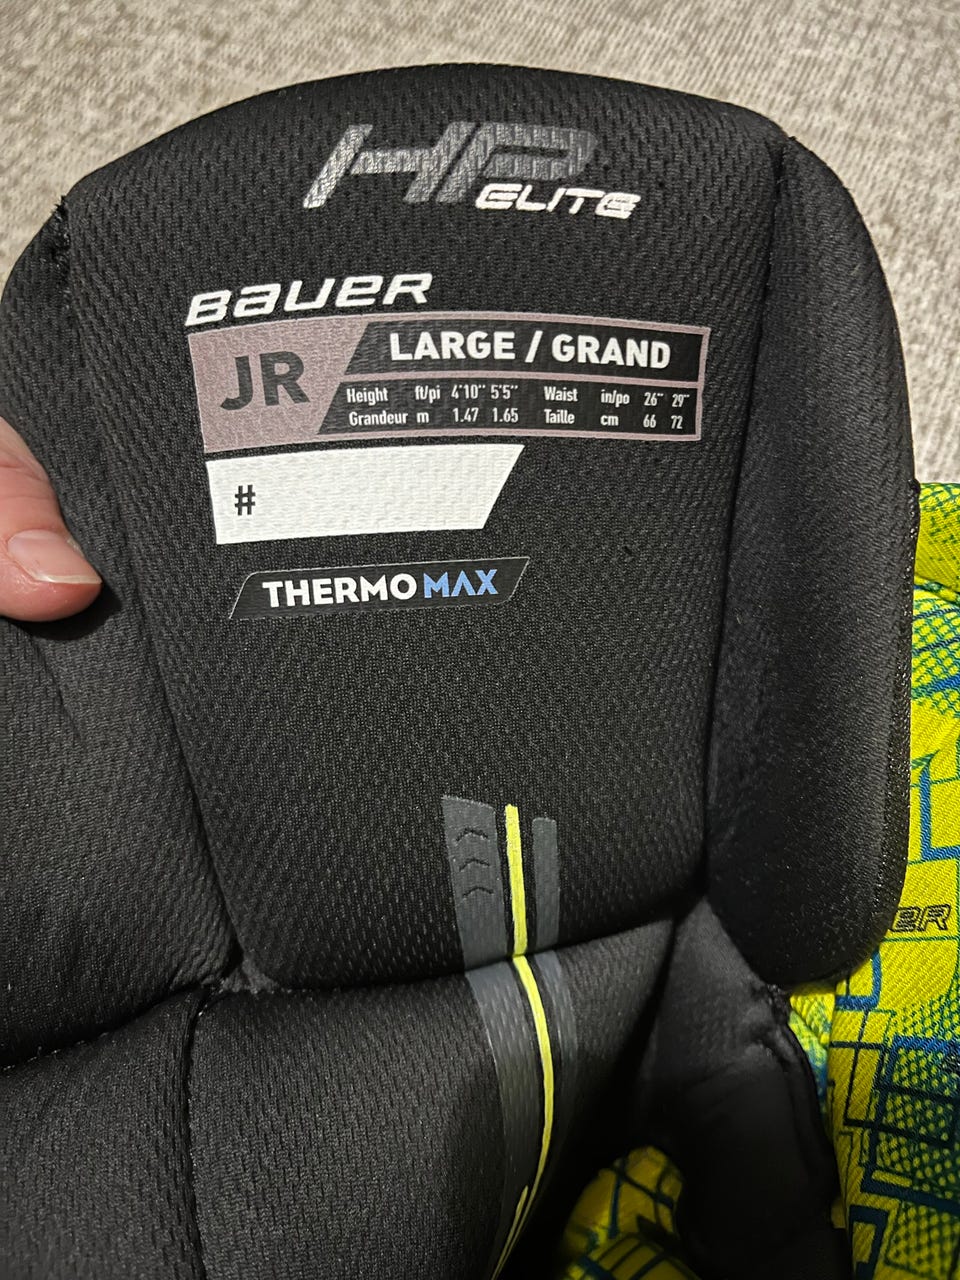 HP
ELITE
BAUER
JR
LARGE / GRAND
Height ft/pi 4'10" 5'5" Waist in/po 26" 29"
Grandeur m 1.47 1.65 Taille cm 66 72
#
THERMO MAX
ER